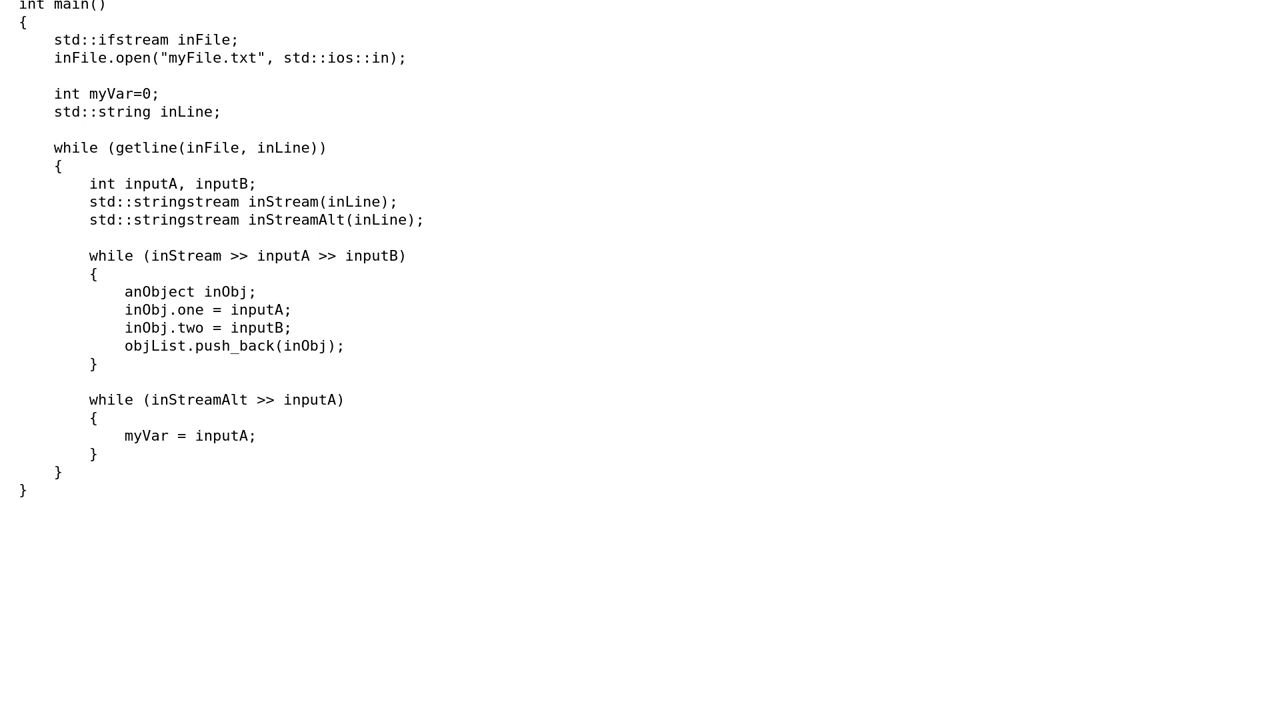 int main()
{
    std::ifstream inFile;
    inFile.open("myFile.txt", std::ios::in);

    int myVar=0;
    std::string inLine;

    while (getline(inFile, inLine))
    {
        int inputA, inputB;
        std::stringstream inStream(inLine);
        std::stringstream inStreamAlt(inLine);

        while (inStream >> inputA >> inputB)
        {
            anObject inObj;
            inObj.one = inputA;
            inObj.two = inputB;
            objList.push_back(inObj);
        }

        while (inStreamAlt >> inputA)
        {
            myVar = inputA;
        }
    }
}